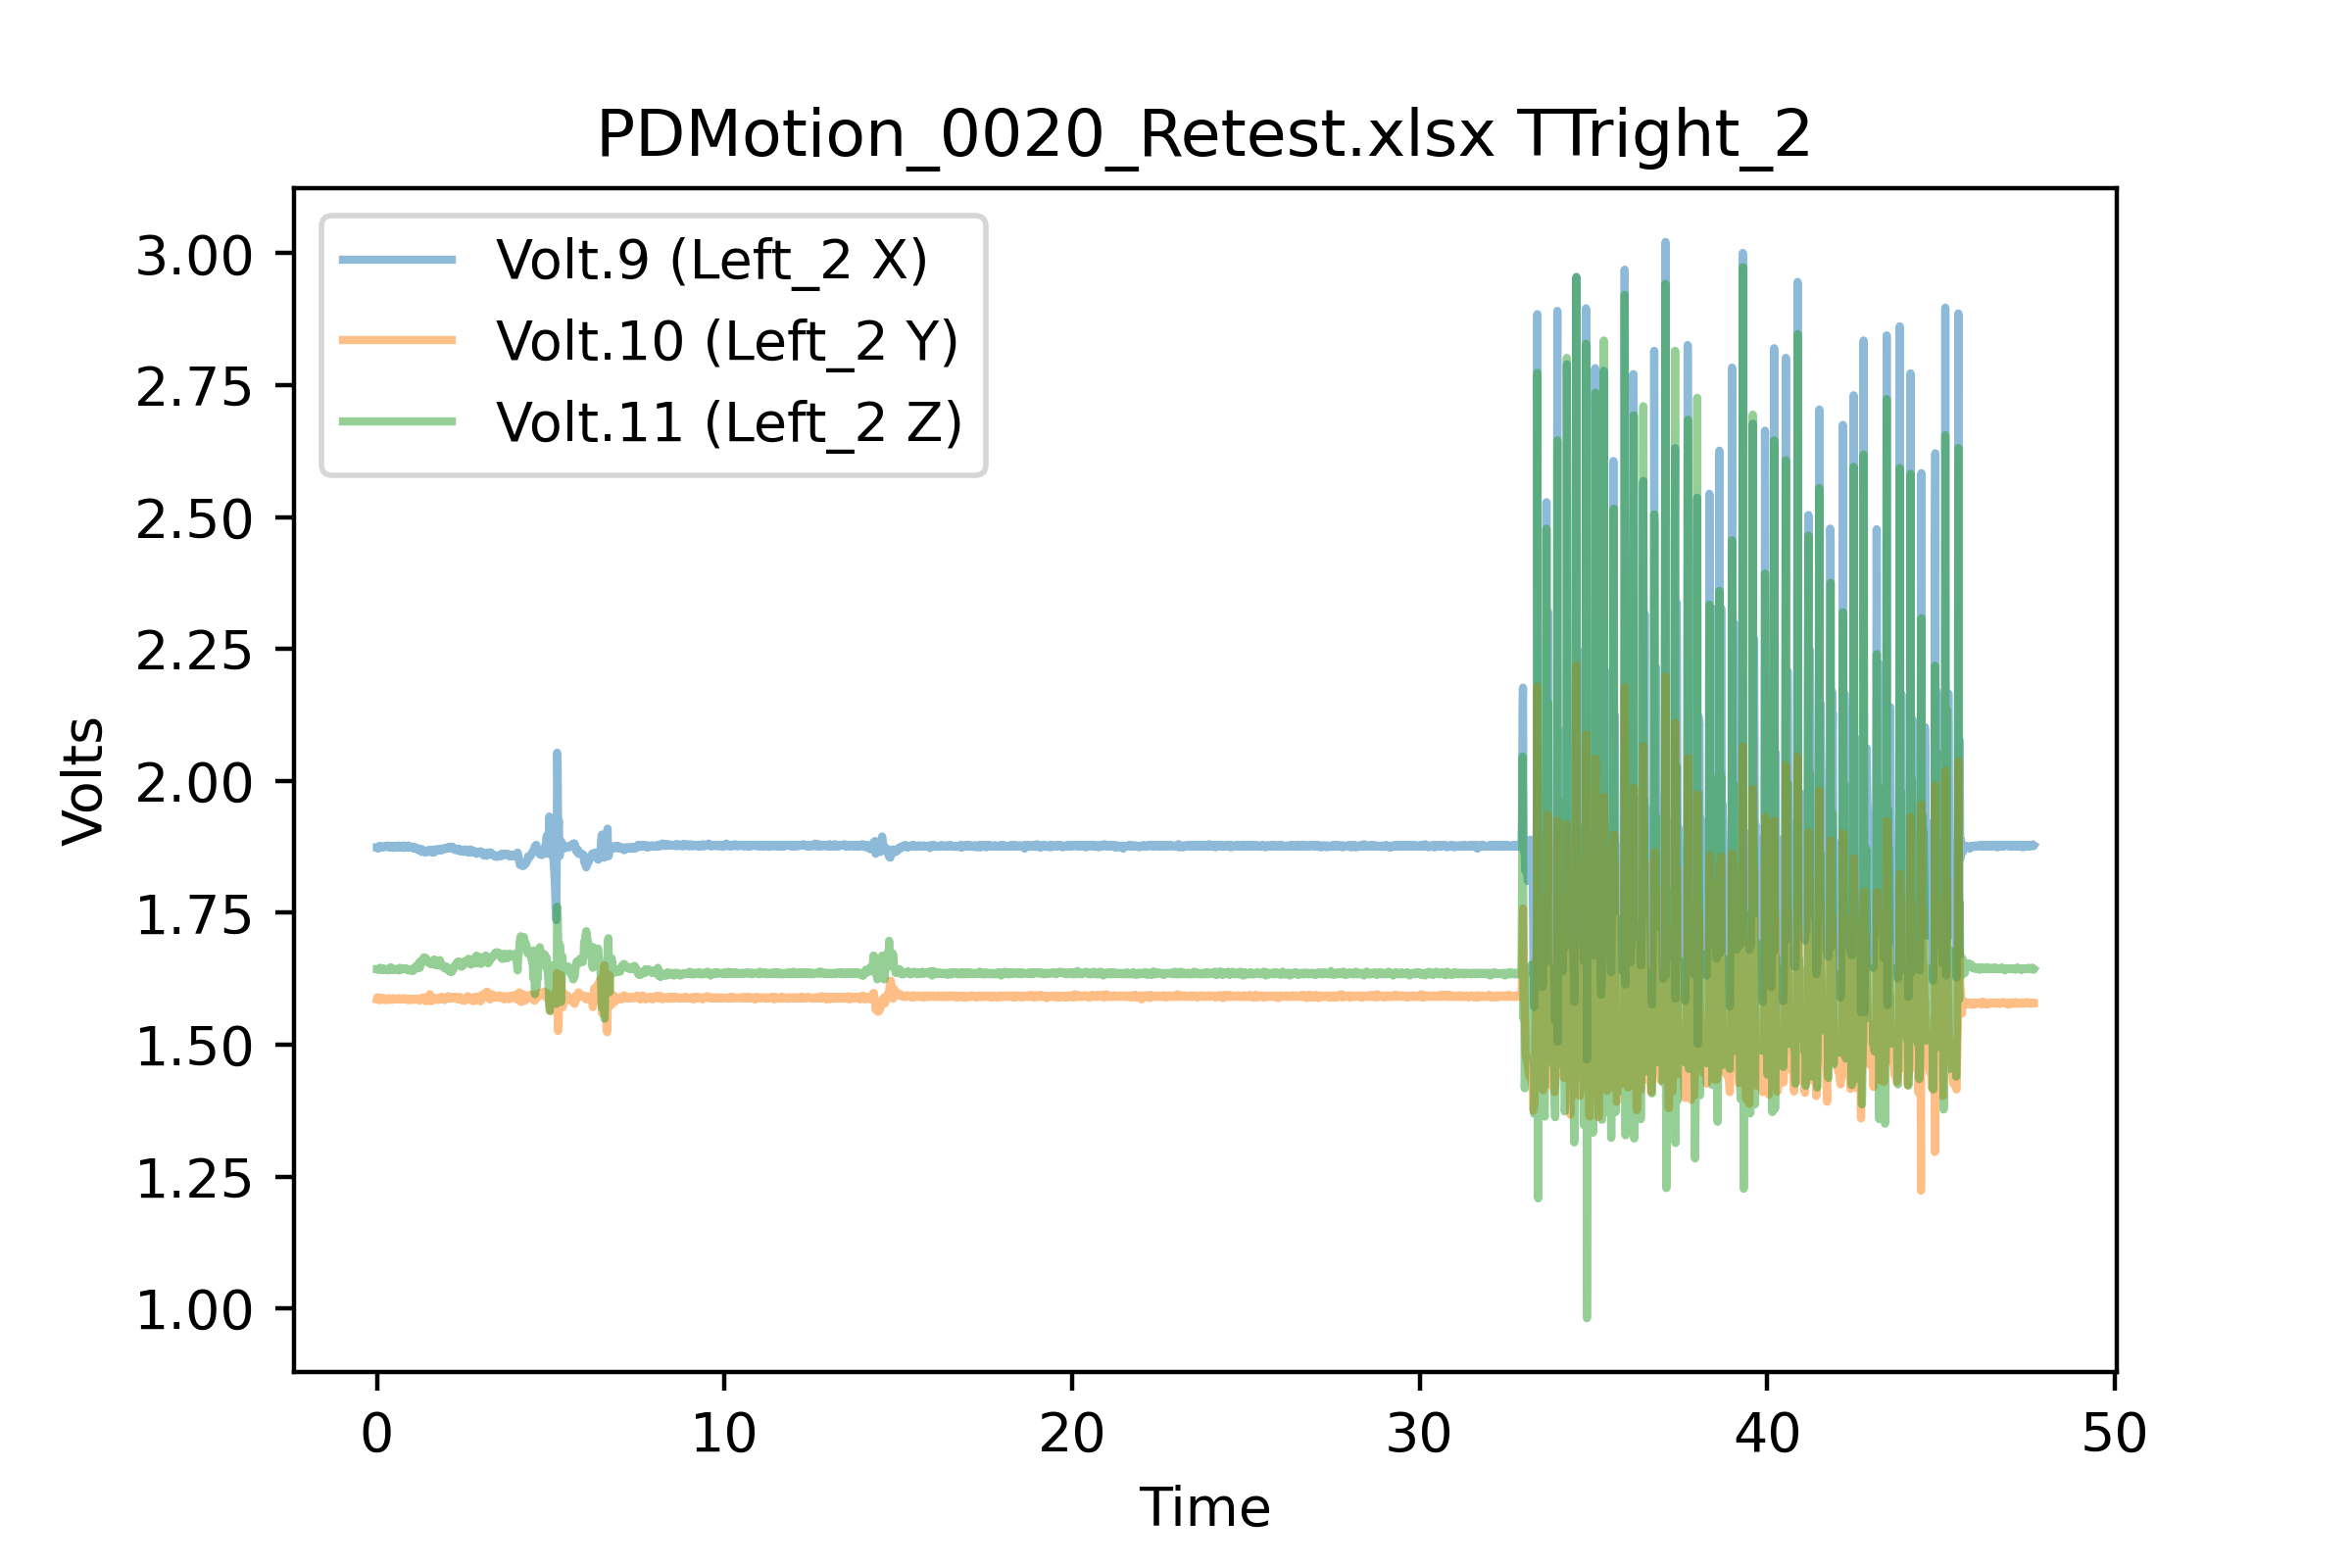 PDMotion_0020_Retest.xlsx TTright_2
Volt.9 (Left_2 X)
Volt.10 (Left_2 Y)
Volt.11 (Left_2 Z)
3.00
2.75
2.50
2.25
2.00
1.75
1.50
1.25
1.00
Volts
0 10 20 30 40 50
Time